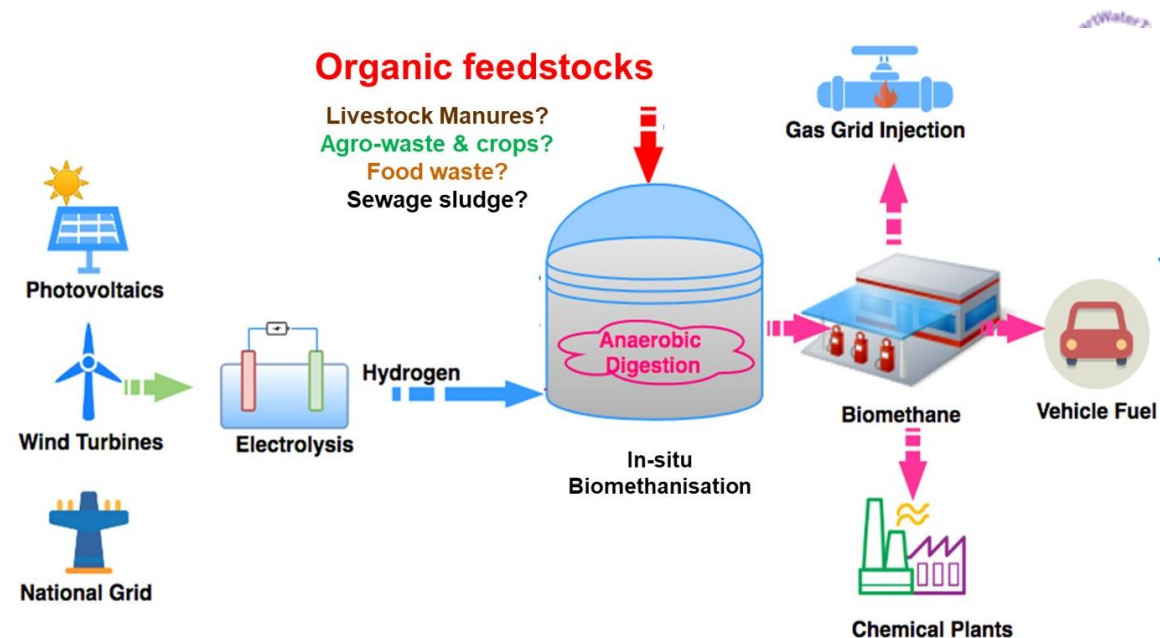 Organic feedstocks
Livestock Manures?
Agro-waste & crops?
Food waste?
Sewage sludge?
Gas Grid Injection
Photovoltaics
Wind Turbines
National Grid
Electrolysis
Hydrogen
Anaerobic
Digestion
In-situ
Biomethanisation
Biomethane
Vehicle Fuel
Chemical Plants